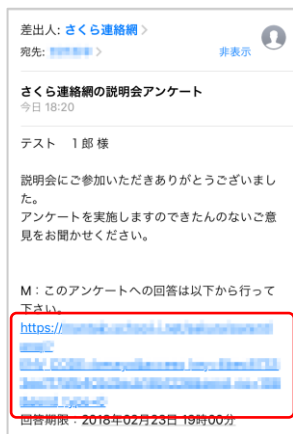 差出人: さくら連絡網
宛先:
非表示
さくら連絡網の説明会アンケート
今日 18:20
テスト　１郎 様
説明会にご参加いただきありがとうございまし
た。
アンケートを実施しますのできたんのないご意
見をお聞かせください。
M：このアンケートへの回答は以下から行って
下さい。
https://
回答期限：2018年02月23日 19時00分